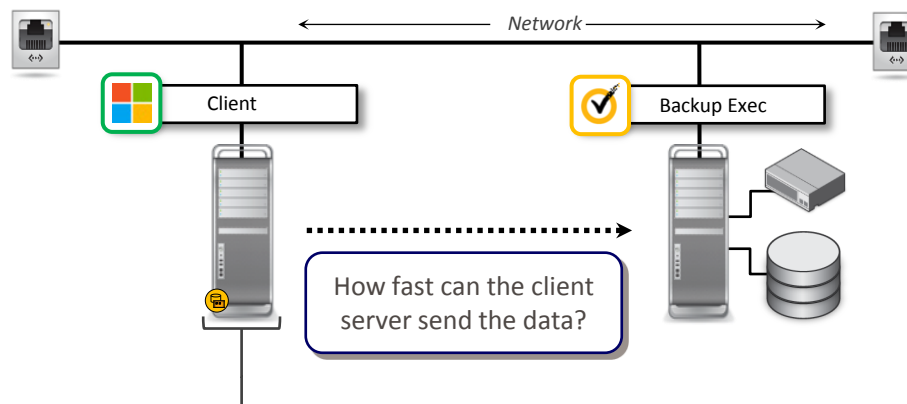 Network
Client
Backup Exec
How fast can the client
server send the data?